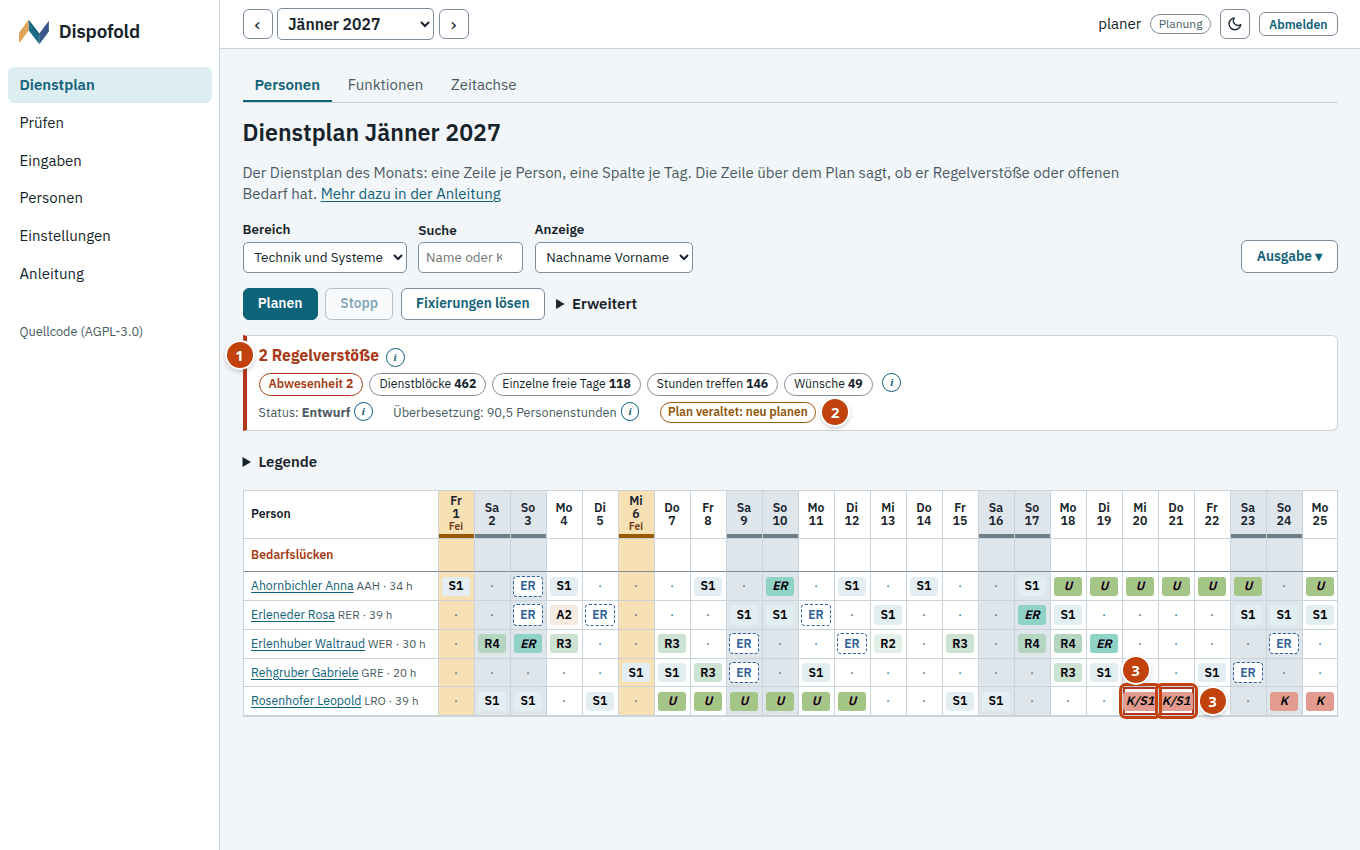 Dispofold
Dienstplan
Prüfen
Eingaben
Personen
Einstellungen
Anleitung
Quellcode (AGPL-3.0)
‹ Jänner 2027 ›
planer Planung Abmelden
Personen Funktionen Zeitachse
Dienstplan Jänner 2027
Der Dienstplan des Monats: eine Zeile je Person, eine Spalte je Tag. Die Zeile über dem Plan sagt, ob er Regelverstöße oder offenen
Bedarf hat. Mehr dazu in der Anleitung
Bereich Suche Anzeige
Technik und Systeme Name oder K Nachname Vorname Ausgabe ▾
Planen Stopp Fixierungen lösen ▶ Erweitert
1 2 Regelverstöße i
Abwesenheit 2 Dienstblöcke 462 Einzelne freie Tage 118 Stunden treffen 146 Wünsche 49 i
Status: Entwurf i Überbesetzung: 90,5 Personenstunden i Plan veraltet: neu planen 2
▶ Legende
Person Fr 1 Fei Sa 2 So 3 Mo 4 Di 5 Mi 6 Fei Do 7 Fr 8 Sa 9 So 10 Mo 11 Di 12 Mi 13 Do 14 Fr 15 Sa 16 So 17 Mo 18 Di 19 Mi 20 Do 21 Fr 22 Sa 23 So 24 Mo 25
Bedarfslücken
Ahornbichler Anna AAH · 34 h S1 · ER S1 · · · S1 · ER · S1 · S1 · · S1 U U U U U U · U
Erleneder Rosa RER · 39 h · · ER A2 ER · · · S1 S1 ER · S1 · · · ER S1 · · · · S1 S1 S1
Erlenhuber Waltraud WER · 30 h · R4 ER R3 · · R3 · ER · · ER R2 · R3 · R4 R4 ER · · · · ER ·
Rehgruber Gabriele GRE · 20 h · · · · · S1 S1 R3 ER · S1 · · · · · · R3 S1 3 · · S1 ER · ·
Rosenhofer Leopold LRO · 39 h · S1 S1 · S1 · U U U U U U · · S1 S1 · · · K/S1 K/S1 3 · K K